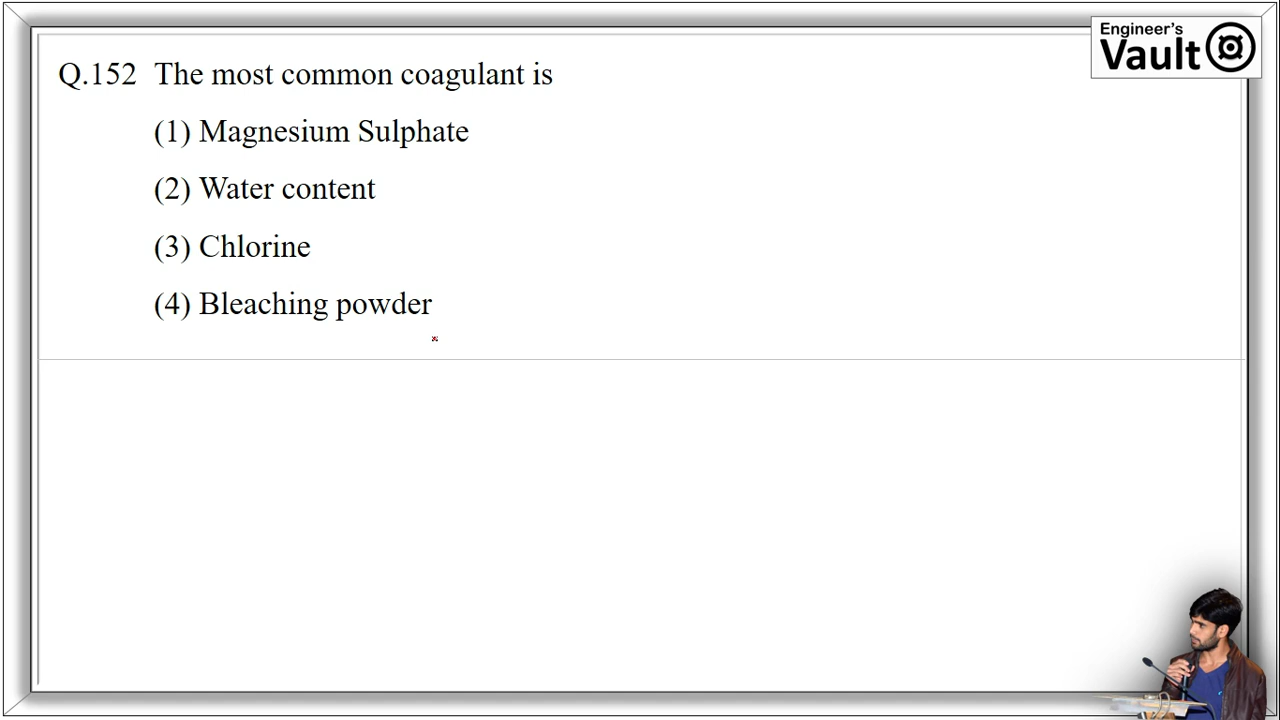 Engineer's
Vault
Q.152 The most common coagulant is
(1) Magnesium Sulphate
(2) Water content
(3) Chlorine
(4) Bleaching powder